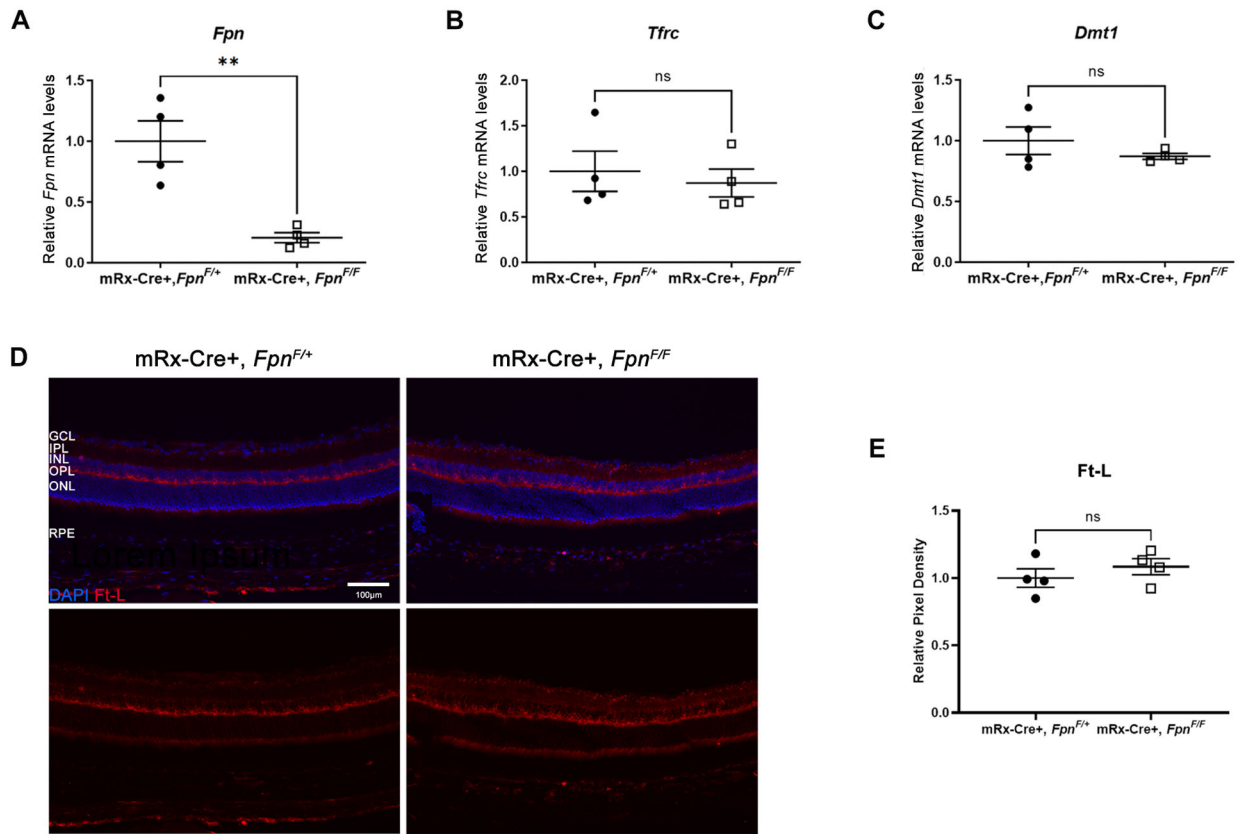 A
Fpn
**
Relative Fpn mRNA levels
1.5
1.0
0.5
0.0
mRx-Cre+,Fpn^F/+ mRx-Cre+, Fpn^F/F
B
Tfrc
ns
Relative Tfrc mRNA levels
2.0
1.5
1.0
0.5
0.0
mRx-Cre+, Fpn^F/+ mRx-Cre+, Fpn^F/F
C
Dmt1
ns
Relative Dmt1 mRNA levels
1.5
1.0
0.5
0.0
mRx-Cre+,Fpn^F/+ mRx-Cre+, Fpn^F/F
D
mRx-Cre+, Fpn^F/+ mRx-Cre+, Fpn^F/F
GCL
IPL
INL
OPL
ONL
RPE
Lorem Ipsum
100µm
DAPI Ft-L
E
Ft-L
ns
Relative Pixel Density
1.5
1.0
0.5
0.0
mRx-Cre+, Fpn^F/+ mRx-Cre+, Fpn^F/F